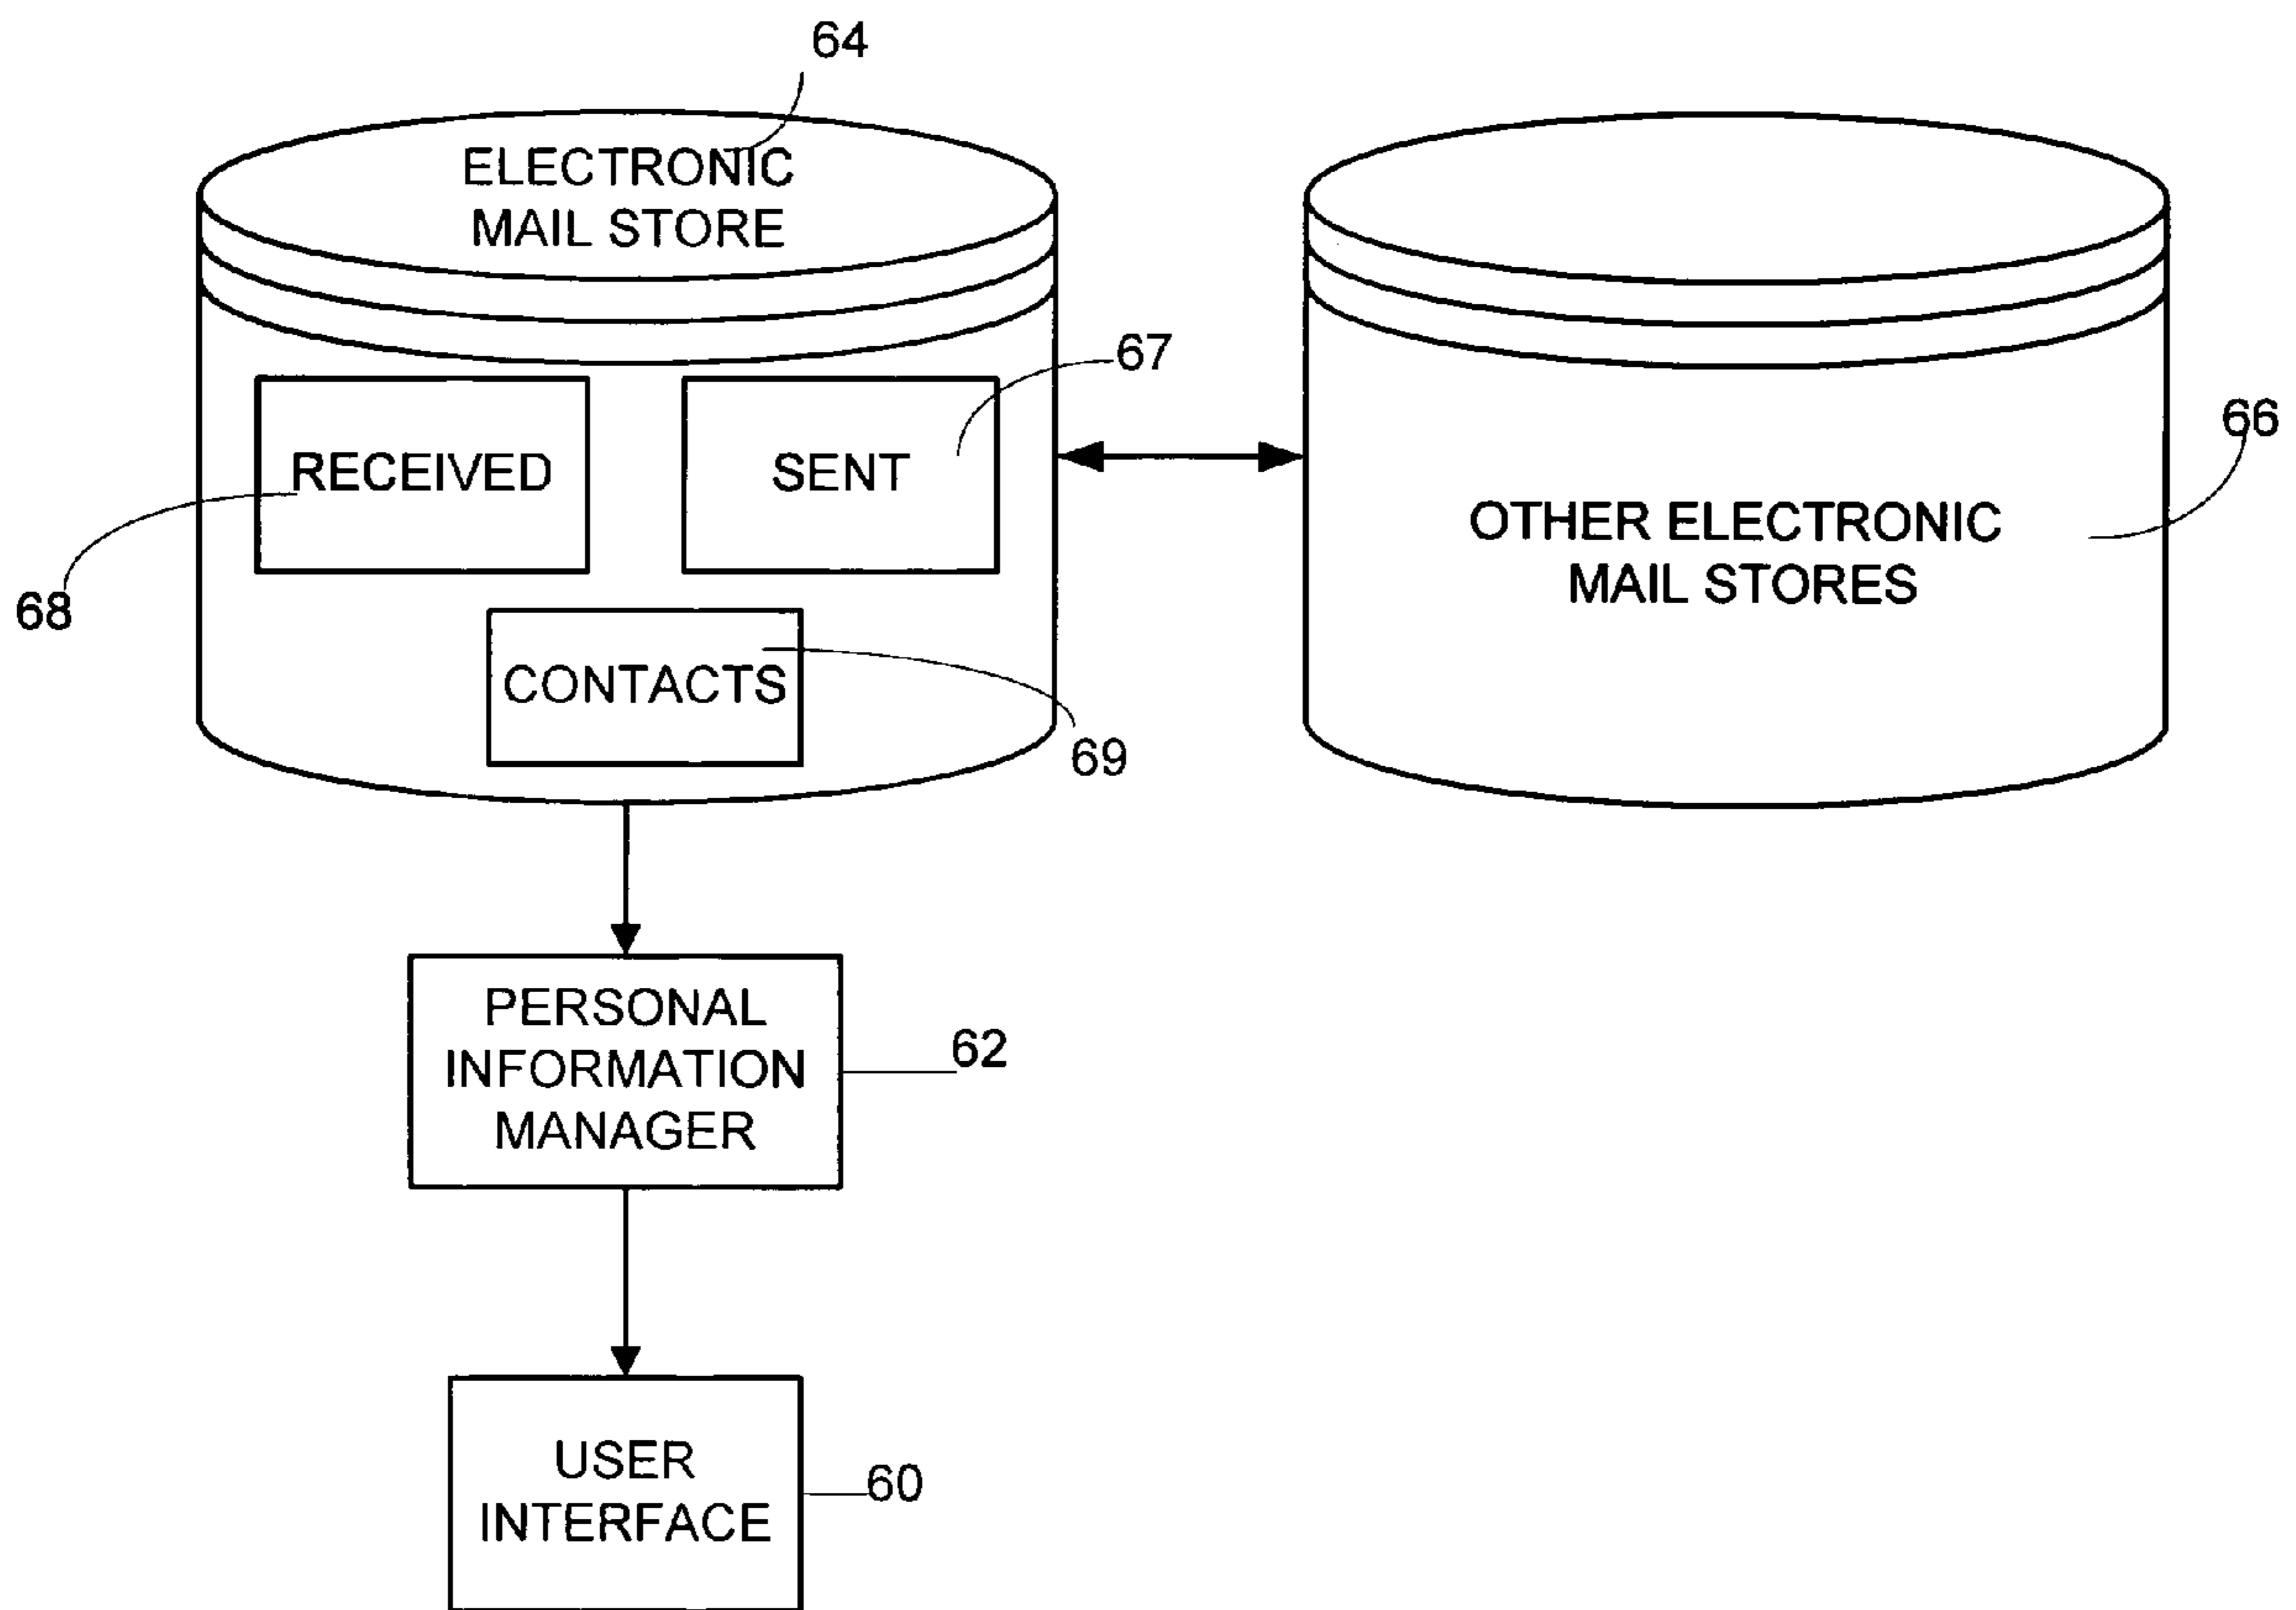 64
ELECTRONIC
MAIL STORE
67
RECEIVED
SENT
66
OTHER ELECTRONIC
MAIL STORES
68
CONTACTS
69
PERSONAL
INFORMATION
MANAGER
62
USER
INTERFACE
60